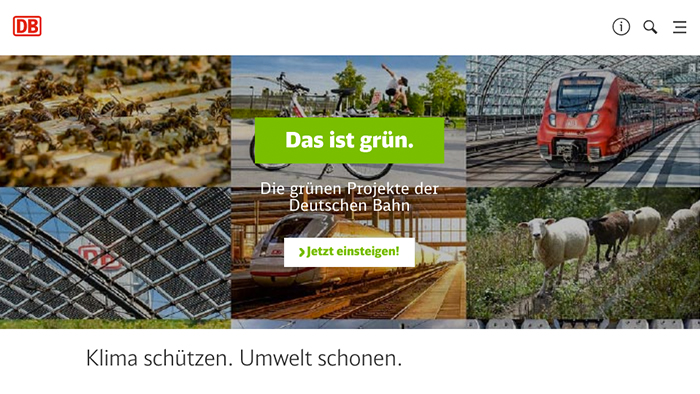 DB
Das ist grün.
Die grünen Projekte der
Deutschen Bahn
Jetzt einsteigen!
DB
Klima schützen. Umwelt schonen.